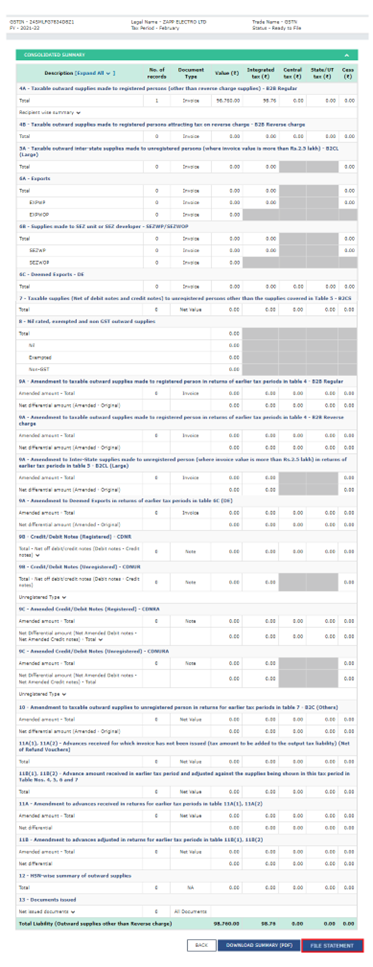 GSTIN - 24SMLPG7834D8Z1 Legal Name - ZAMR ELECTRO LTD Trade Name - GSTN
FY - 2021-22 Tax Period - February Status - Ready to File
CONSOLIDATED SUMMARY
Description [Expand All] No. of records Document Type Value (₹) Integrated tax (₹) Central tax (₹) State/UT tax (₹) Cess (₹)
4A - Taxable outward supplies made to registered persons (other than reverse charge supplies) - B2B Regular
Total 1 Invoice 98,760.00 98.76 0.00 0.00 0.00
Recipient wise summary
4B - Taxable outward supplies made to registered persons attracting tax on reverse charge - B2B Reverse charge
Total 0 Invoice 0.00 0.00 0.00 0.00 0.00
5A - Taxable outward inter-state supplies made to unregistered persons (where invoice value is more than Rs.2.5 lakh) - B2CL
(Large)
Total 0 Invoice 0.00 0.00 0.00
6A - Exports
Total 0 Invoice 0.00 0.00 0.00
EXPWP 0 Invoice 0.00 0.00 0.00
EXPWOP 0 Invoice 0.00
6B - Supplies made to SEZ unit or SEZ developer - SEZWP/SEZWOP
Total 0 Invoice 0.00 0.00 0.00
SEZWP 0 Invoice 0.00 0.00 0.00
SEZWOP 0 Invoice 0.00
6C - Deemed Exports - DE
Total 0 Invoice 0.00 0.00 0.00 0.00 0.00
7 - Taxable supplies (Net of debit notes and credit notes) to unregistered persons other than the supplies covered in Table 5 - B2CS
Total 0 Net Value 0.00 0.00 0.00 0.00 0.00
8 - Nil rated, exempted and non GST outward supplies
Total 0.00
Nil 0.00
Exempted 0.00
Non-GST 0.00
9A - Amendment to taxable outward supplies made to registered person in returns of earlier tax periods in table 4 - B2B Regular
Amended amount - Total 0 Invoice 0.00 0.00 0.00 0.00 0.00
Net differential amount (Amended - Original) 0.00 0.00 0.00 0.00 0.00
9A - Amendment to taxable outward supplies made to registered person in returns of earlier tax periods in table 4 - B2B Reverse
charge
Amended amount - Total 0 Invoice 0.00 0.00 0.00 0.00 0.00
Net differential amount (Amended - Original) 0.00 0.00 0.00 0.00 0.00
9A - Amendment to Inter-State supplies made to unregistered person (where invoice value is more than Rs.2.5 lakh) in returns of
earlier tax periods in table 5 - B2CL (Large)
Amended amount - Total 0 Invoice 0.00 0.00 0.00
Net differential amount (Amended - Original) 0.00 0.00 0.00
9A - Amendment to Deemed Exports in returns of earlier tax periods in table 6C (DE)
Amended amount - Total 0 Invoice 0.00 0.00 0.00 0.00 0.00
Net differential amount (Amended - Original) 0.00 0.00 0.00 0.00 0.00
9B - Credit/Debit Notes (Registered) - CDNR
Total - Net off debit/credit notes (Debit notes - Credit
notes) 0 Note 0.00 0.00 0.00 0.00 0.00
9B - Credit/Debit Notes (Unregistered) - CDNUR
Total - Net off debit/credit notes (Debit notes - Credit
notes) 0 Note 0.00 0.00 0.00
Unregistered Type
9C - Amended Credit/Debit Notes (Registered) - CDNRA
Amended amount - Total 0 Note 0.00 0.00 0.00 0.00 0.00
Net Differential amount (Net Amended Debit notes -
Net Amended Credit notes) - Total 0.00 0.00 0.00 0.00 0.00
9C - Amended Credit/Debit Notes (Unregistered) - CDNURA
Amended amount - Total 0 Note 0.00 0.00 0.00
Net Differential amount (Net Amended Debit notes -
Net Amended Credit notes) - Total 0.00 0.00 0.00
Unregistered Type
10 - Amendment to taxable outward supplies to unregistered person in returns for earlier tax periods in table 7 - B2C (Others)
Amended amount - Total 0 Net Value 0.00 0.00 0.00 0.00 0.00
Net differential amount (Amended - Original) 0.00 0.00 0.00 0.00 0.00
11A(1), 11A(2) - Advances received for which invoice has not been issued (tax amount to be added to the output tax liability) (Net
of Refund Vouchers)
Total 0 Net Value 0.00 0.00 0.00 0.00 0.00
11B(1), 11B(2) - Advance amount received in earlier tax period and adjusted against the supplies being shown in this tax period in
Table Nos. 4, 5, 6 and 7
Total 0 Net Value 0.00 0.00 0.00 0.00 0.00
11A - Amendment to advances received in returns for earlier tax periods in table 11A(1), 11A(2)
Amended amount - Total 0 Net Value 0.00 0.00 0.00 0.00 0.00
Net differential 0.00 0.00 0.00 0.00 0.00
11B - Amendment to advances adjusted in returns for earlier tax periods in table 11B(1), 11B(2)
Amended amount - Total 0 Net Value 0.00 0.00 0.00 0.00 0.00
Net differential 0.00 0.00 0.00 0.00 0.00
12 - HSN-wise summary of outward supplies
Total 0 NA 0.00 0.00 0.00 0.00 0.00
13 - Documents Issued
Net issued documents 0 All Documents
Total Liability (Outward supplies other than Reverse charge) 98,760.00 98.76 0.00 0.00 0.00
BACK DOWNLOAD SUMMARY (PDF) FILE STATEMENT